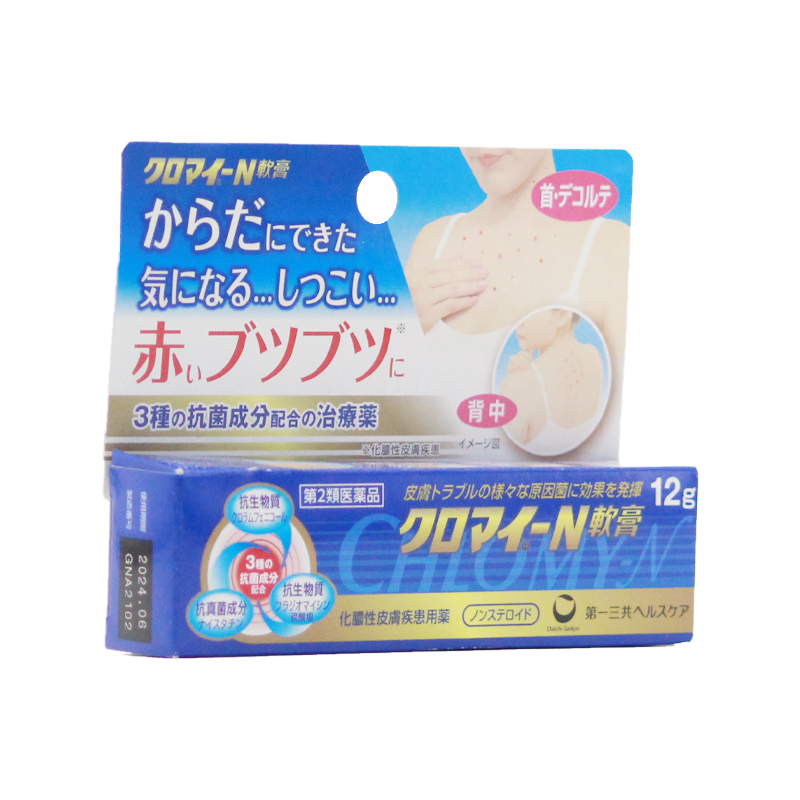 クロマイ-N軟膏
からだにできた
気になる...しつこい...
赤いブツブツに※
3種の抗菌成分配合の治療薬
※化膿性皮膚疾患
首・デコルテ
背中
イメージ図
使用期限
製造番号
2024.06
GNA2102
抗生物質
クロラムフェニコール
3種の
抗菌成分
配合
抗真菌成分
ナイスタチン
抗生物質
フラジオマイシン
硫酸塩
第2類医薬品
皮膚トラブルの様々な原因菌に効果を発揮
12g
クロマイ-N軟膏
CHLOMY-N
化膿性皮膚疾患用薬
ノンステロイド
Daiichi-Sankyo
第一三共ヘルスケア